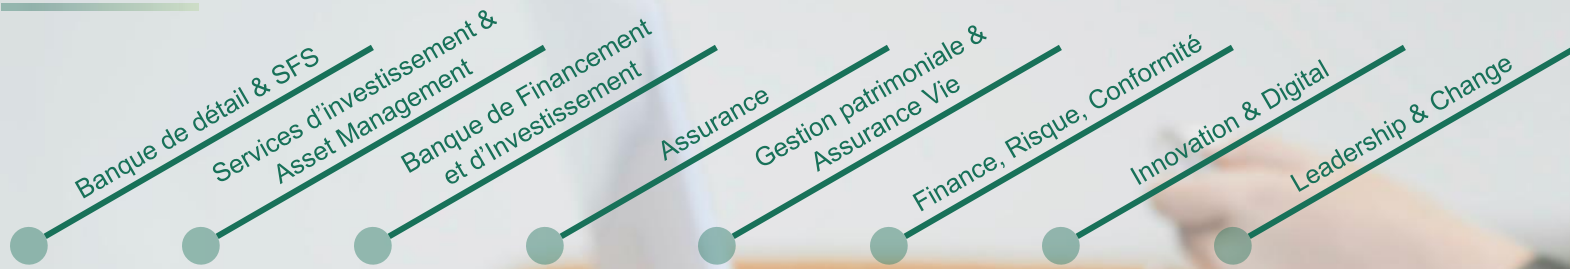 Banque de détail & SFS
Services d’investissement &
Asset Management
Banque de Financement
et d’Investissement
Assurance
Gestion patrimoniale &
Assurance Vie
Finance, Risque, Conformité
Innovation & Digital
Leadership & Change